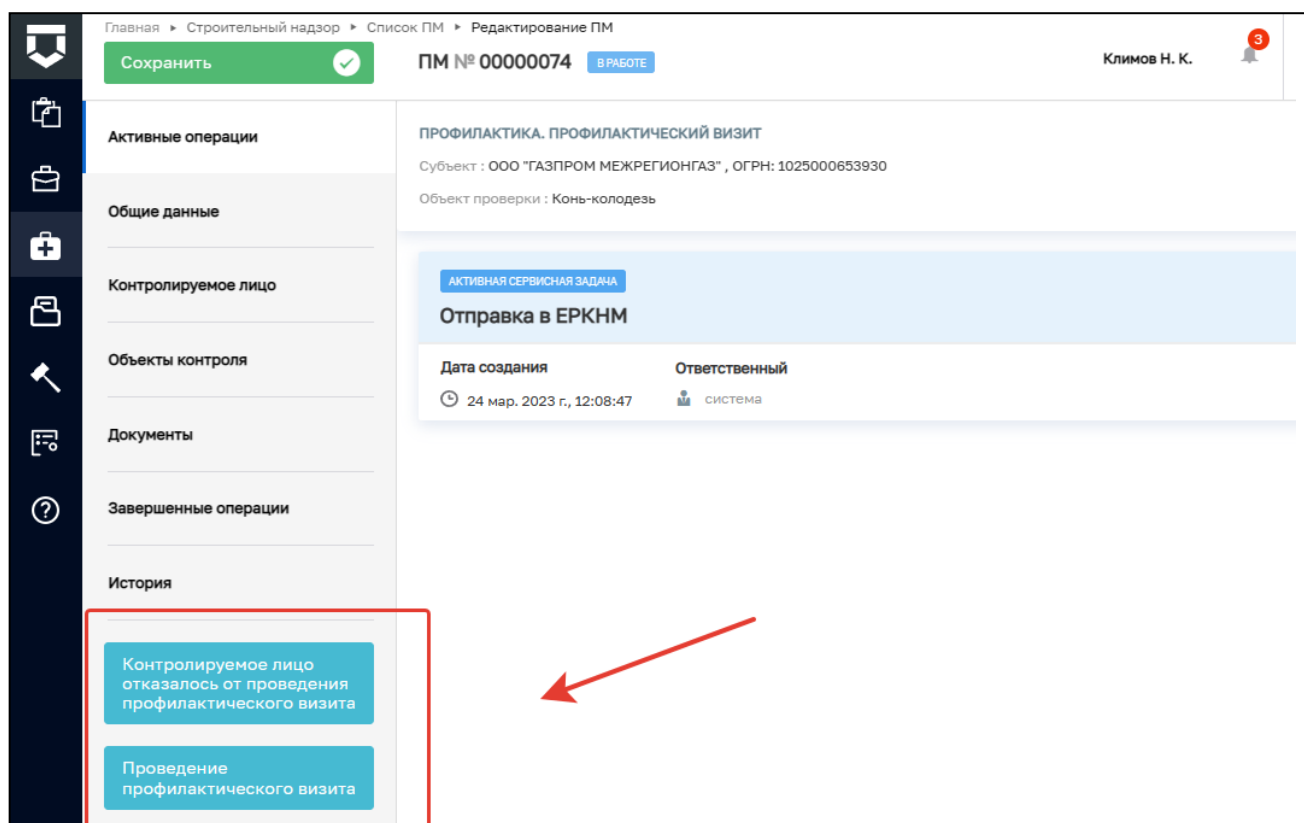 Главная ▸ Строительный надзор ▸ Список ПМ ▸ Редактирование ПМ
Сохранить
ПМ № 00000074 В РАБОТЕ
Климов Н. К.
3
Активные операции
Общие данные
Контролируемое лицо
Объекты контроля
Документы
Завершенные операции
История
Контролируемое лицо
отказалось от проведения
профилактического визита
Проведение
профилактического визита
ПРОФИЛАКТИКА. ПРОФИЛАКТИЧЕСКИЙ ВИЗИТ
Субъект : ООО "ГАЗПРОМ МЕЖРЕГИОНГАЗ" , ОГРН: 1025000653930
Объект проверки : Конь-колодезь
АКТИВНАЯ СЕРВИСНАЯ ЗАДАЧА
Отправка в ЕРКНМ
Дата создания Ответственный
24 мар. 2023 г., 12:08:47 система